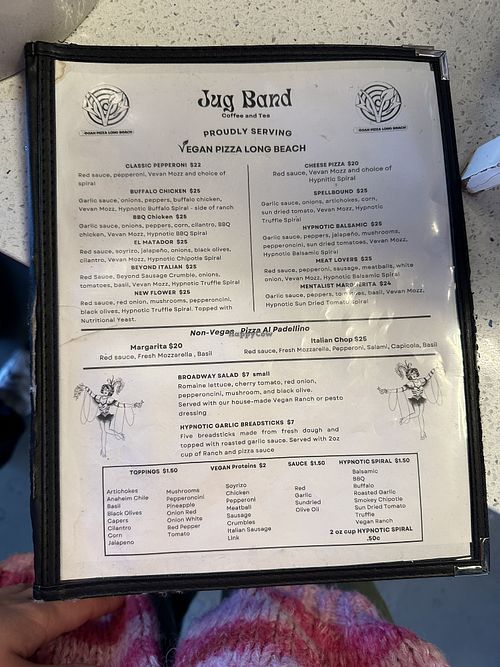 Jug Band
Coffee and Tea
PROUDLY SERVING
VEGAN PIZZA LONG BEACH
CLASSIC PEPPERONI $22
Red sauce, pepperoni, Vevan Mozz and choice of
spiral
BUFFALO CHICKEN $25
Garlic sauce, onions, peppers, buffalo chicken,
Vevan Mozz, Hypnotic Buffalo Spiral - side of ranch
BBQ Chicken $25
Garlic sauce, onions, peppers, corn, cilantro, BBQ
chicken, Vevan Mozz, Hypnotic BBQ Spiral
EL MATADOR $25
Red sauce, soyrizo, jalapeño, onions, black olives,
cilantro, Vevan Mozz, Hypnotic Chipotle Spiral
BEYOND ITALIAN $25
Red Sauce, Beyond Sausage Crumble, onions,
tomatoes, basil, Vevan Mozz, Hypnotic Truffle Spiral
NEW FLOWER $25
Red sauce, red onion, mushrooms, pepperoncini,
black olives, Hypnotic Truffle Spiral. Topped with
Nutritional Yeast.
CHEESE PIZZA $20
Red sauce, Vevan Mozz and choice of
Hypnitic Spiral
SPELLBOUND $25
Garlic sauce, onions, artichokes, corn,
sun dried tomato, Vevan Mozz, Hypnotic
Truffle Spiral
HYPNOTIC BALSAMIC $25
Garlic sauce, peppers, jalapeño, mushrooms,
pepperoncini, sun dried tomatoes, Vevan Mozz,
Hypnotic Balsamic Spiral
MEAT LOVERS $25
Red sauce, pepperoni, sausage, meatballs, white
onion, Vevan Mozz, Hypnotic Balsamic Spiral
MENTALIST MARGHERITA $24
Garlic sauce, peppers, tomatoes, basil, Vevan Mozz,
Hypnotic Sun Dried Tomato Spiral
Non-Vegan Pizza Al Padellino
HappyCow
Margarita $20
Red sauce, Fresh Mozzarella, Basil
Italian Chop $25
Red sauce, Fresh Mozzarella, Pepperoni, Salami, Capicola, Basil
BROADWAY SALAD $7 small
Romaine lettuce, cherry tomato, red onion,
pepperoncini, mushroom, and black olive.
Served with our house-made Vegan Ranch or pesto
dressing
HYPNOTIC GARLIC BREADSTICKS $7
Five breadsticks made from fresh dough and
topped with roasted garlic sauce. Served with 2oz
cup of Ranch and pizza sauce
TOPPINGS $1.50
Artichokes
Anaheim Chile
Basil
Black Olives
Capers
Cilantro
Corn
Jalapeno
Mushrooms
Pepperoncini
Pineapple
Onion Red
Onion White
Red Pepper
Tomato
VEGAN Proteins $2
Soyrizo
Chicken
Pepperoni
Meatball
Sausage
Crumbles
Italian Sausage
Link
SAUCE $1.50
Red
Garlic
Sundried
Olive Oil
HYPNOTIC SPIRAL $1.50
Balsamic
BBQ
Buffalo
Roasted Garlic
Smokey Chipotle
Sun Dried Tomato
Truffle
Vegan Ranch
2 oz cup HYPNOTIC SPIRAL
.50c